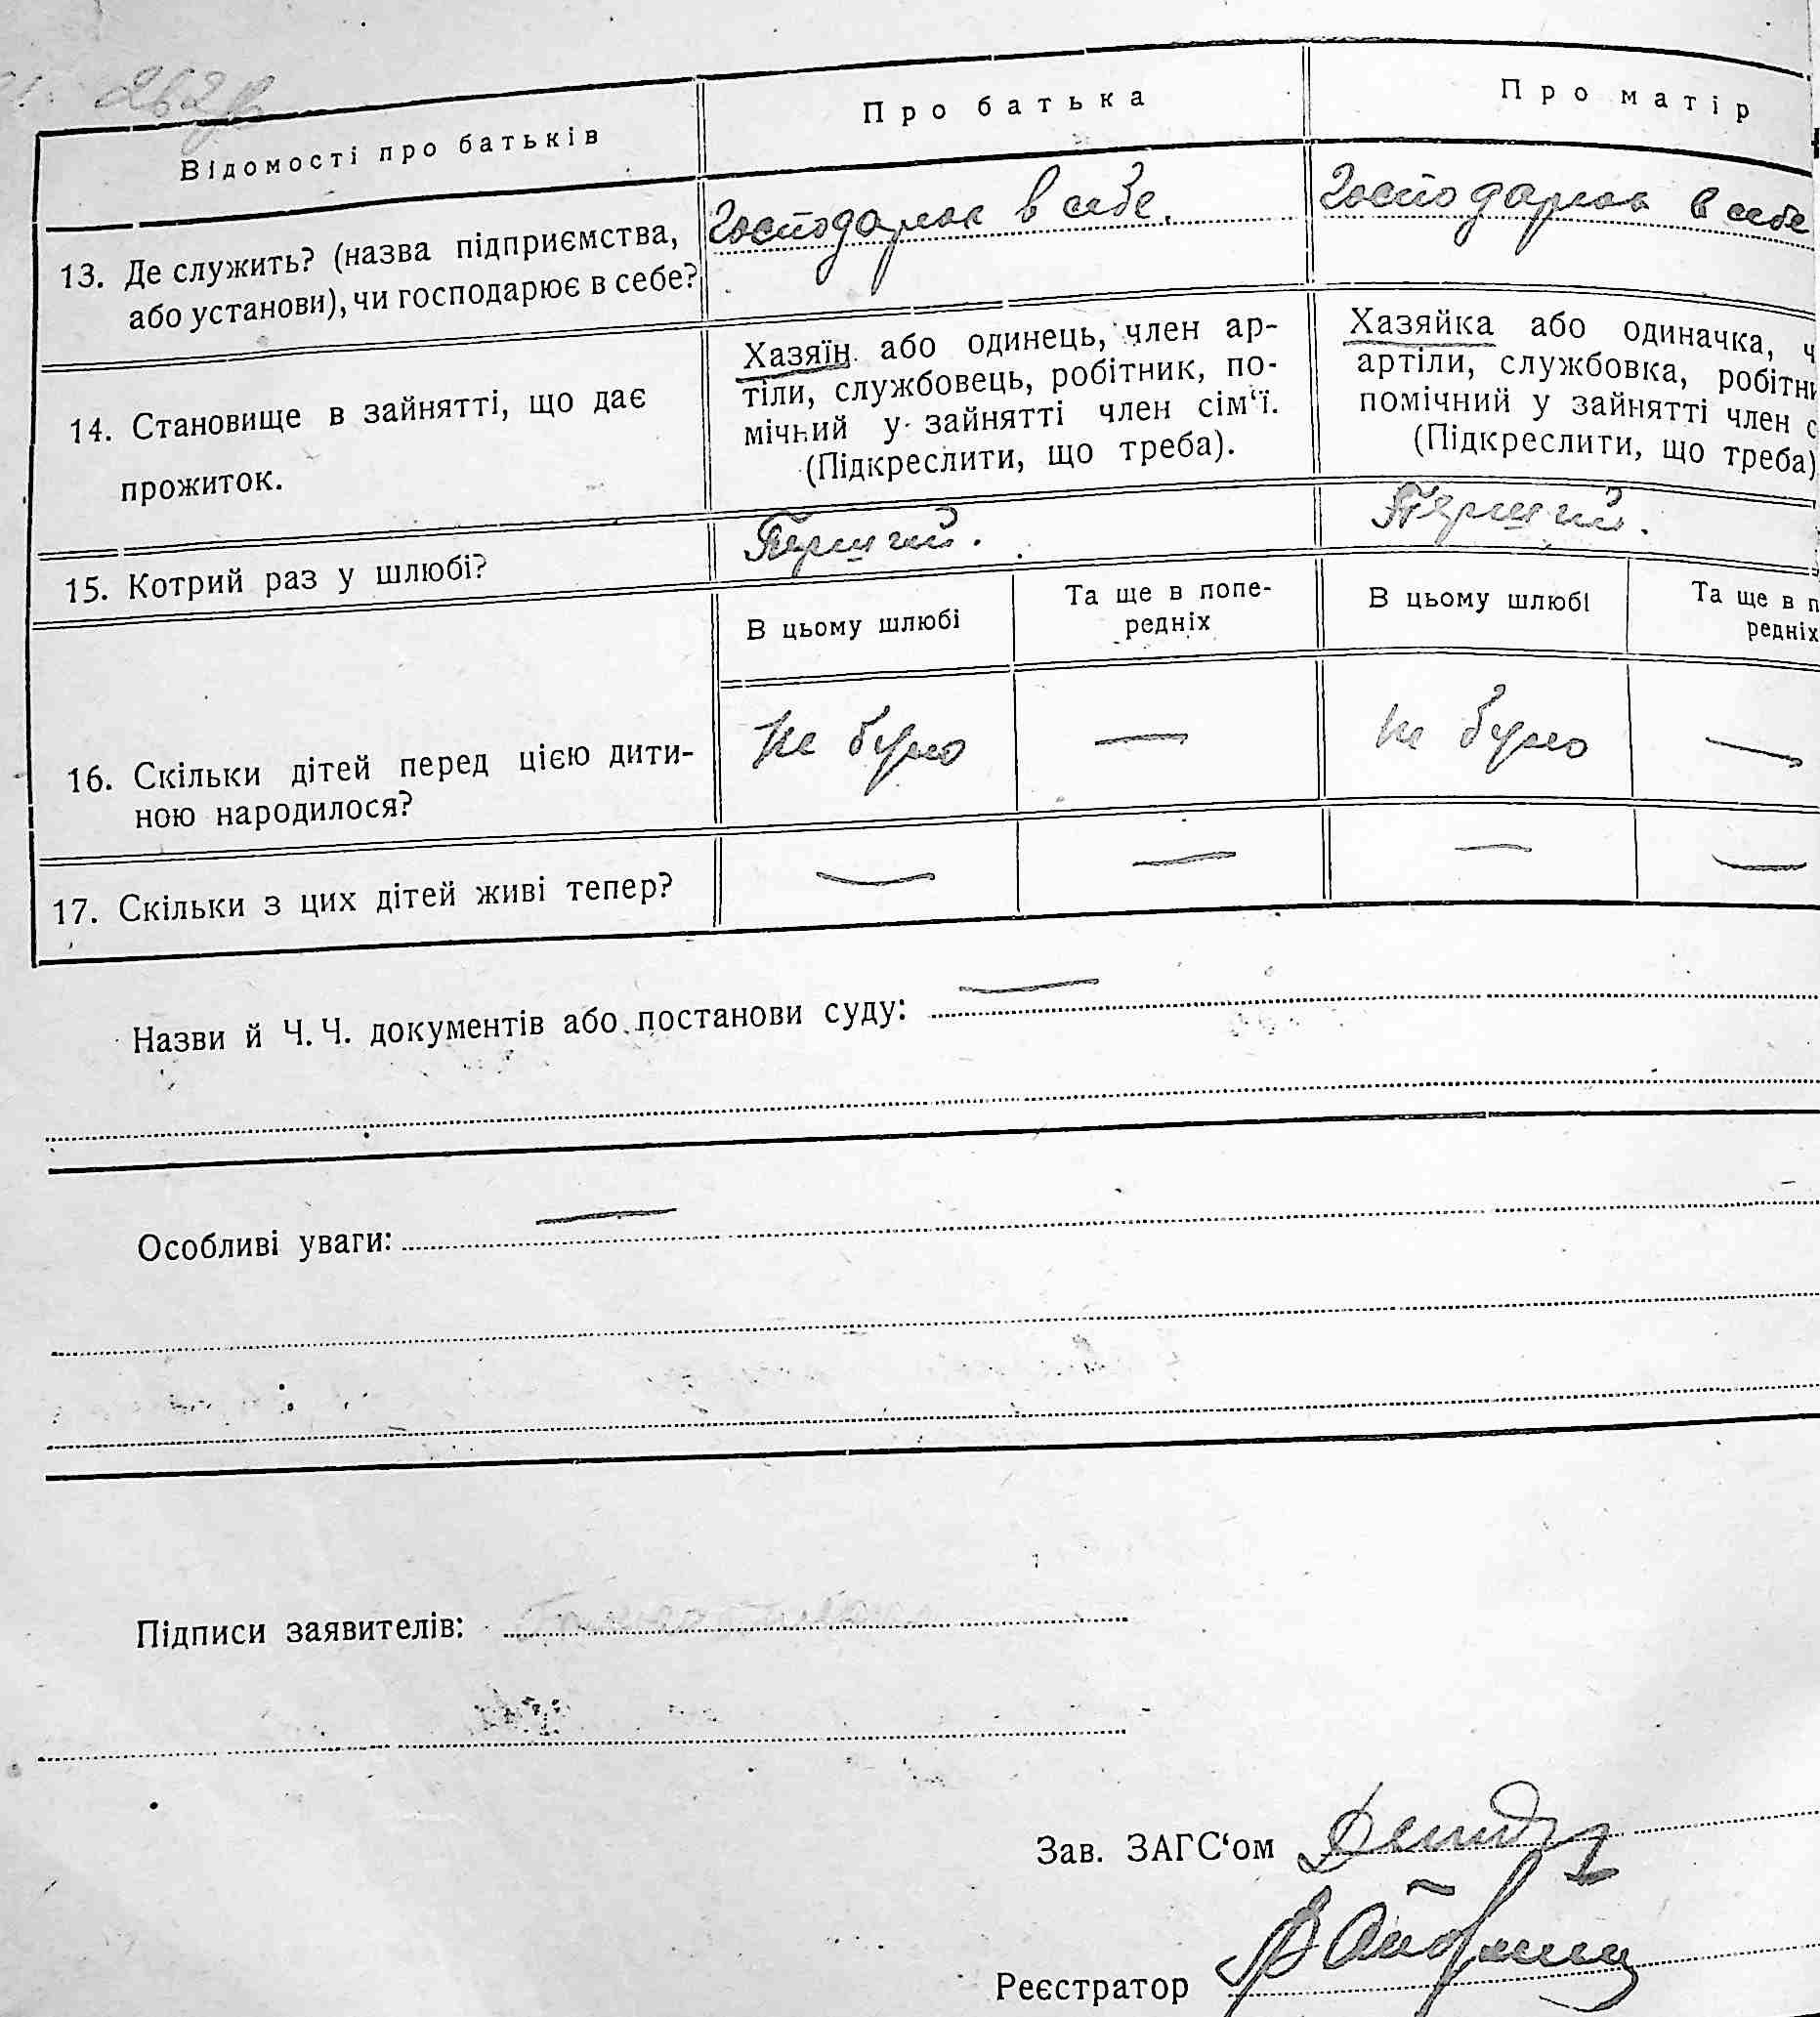 262
Відомості про батьків
Про батька
Про матір
13. Де служить? (назва підприємства,
або установи), чи господарює в себе?
Господарює в себе.
Господарює в себе
14. Становище в зайнятті, що дає
прожиток.
Хазяїн або одинець, член ар-
тіли, службовець, робітник, по-
мічний у зайнятті член сім‘ї.
(Підкреслити, що треба).
Хазяйка або одиначка, ч
артіли, службовка, робітн
помічний у зайнятті член с
(Підкреслити, що треба)
15. Котрий раз у шлюбі?
Перший.
Перший.
16. Скільки дітей перед цією дити-
ною народилося?
В цьому шлюбі
Та ще в попе-
редніх
В цьому шлюбі
Та ще в п
редніх
Не було
—
Не було
—
17. Скільки з цих дітей живі тепер?
—
—
—
—
Назви й Ч. Ч. документів або постанови суду: —
Особливі уваги: —
Підписи заявителів:
Зав. ЗАГС‘ом
Реєстратор